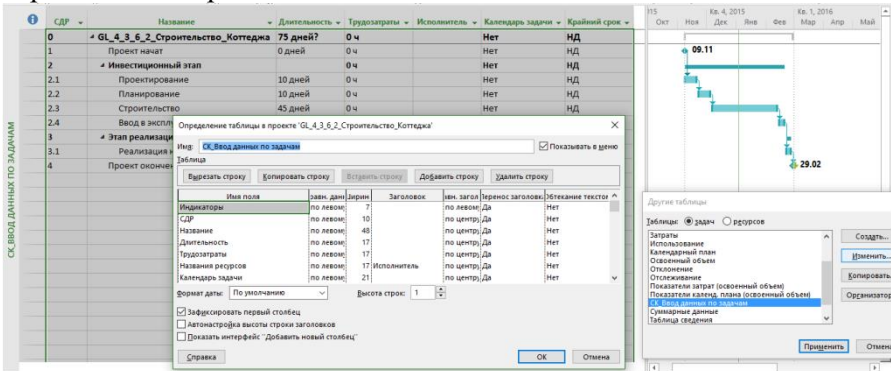 СДР Название Длительность Трудозатраты Исполнитель Календарь задачи Крайний срок
Кв. 4, 2015 Кв. 1, 2016
Окт Ноя Дек Янв Фев Мар Апр Май
0 GL_4_3_6_2_Строительство_Коттеджа 75 дней? 0 ч Нет НД
1 Проект начат 0 дней 0 ч Нет НД
09.11
2 Инвестиционный этап 0 ч Нет НД
2.1 Проектирование 10 дней 0 ч Нет НД
2.2 Планирование 10 дней 0 ч Нет НД
2.3 Строительство 45 дней 0 ч Нет НД
2.4 Ввод в экспл
3 Этап реализаци
3.1 Реализация
4 Проект окончен
29.02
СК_ВВОД ДАННЫХ ПО ЗАДАЧАМ
Определение таблицы в проекте 'GL_4_3_6_2_Строительство_Коттеджа'
Имя: СК_Ввод данных по задачам Показывать в меню
Таблица
Вырезать строку Копировать строку Вставить строку Добавить строку Удалить строку
Имя поля Заголовок
Индикаторы по левому 7 по левому Да Нет
СДР по левому 10 по центру Да Нет
Название по левому 48 по центру Да Нет
Длительность по левому 17 по центру Да Нет
Трудозатраты по левому 17 по центру Да Нет
Названия ресурсов по левому 17 Исполнитель по центру Да Нет
Календарь задачи по левому 21 по центру Да Нет
Формат даты: По умолчанию Высота строк: 1
Зафиксировать первый столбец
Автонастройка высоты строки заголовков
Показать интерфейс "Добавить новый столбец"
Справка ОК Отмена
Другие таблицы
Таблицы: задач ресурсов
Затраты
Использование
Календарный план
Освоенный объем
Отклонение
Отслеживание
Показатели затрат (освоенный объем)
Показатели календ. плана (освоенный объем)
СК_Ввод данных по задачам
Суммарные данные
Таблица сведения
Создать...
Изменить...
Копировать
Организатор
Применить Отмена